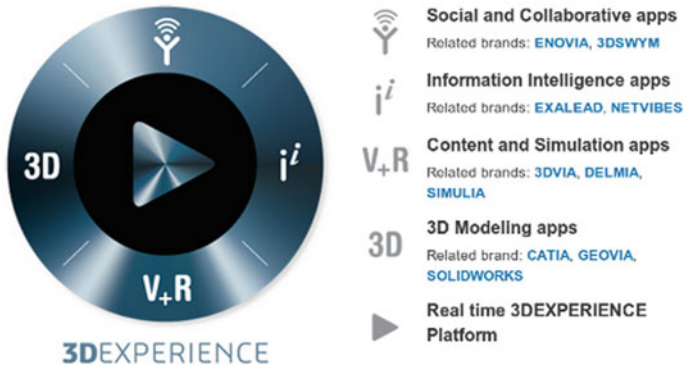 3D
iⁱ
V+R
3DEXPERIENCE
Social and Collaborative apps
Related brands: ENOVIA, 3DSWYM
iⁱ
Information Intelligence apps
Related brands: EXALEAD, NETVIBES
V+R
Content and Simulation apps
Related brands: 3DVIA, DELMIA,
SIMULIA
3D
3D Modeling apps
Related brand: CATIA, GEOVIA,
SOLIDWORKS
Real time 3DEXPERIENCE
Platform